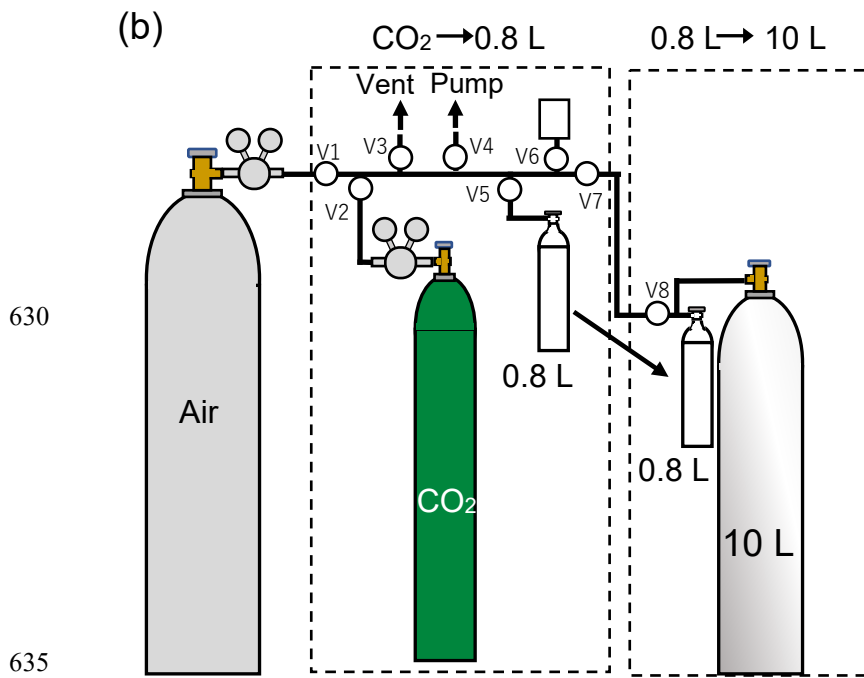 (b)
CO₂ → 0.8 L
0.8 L → 10 L
Vent Pump
V1
V3
V4
V6
V2
V5
V7
V8
630
0.8 L
Air
0.8 L
CO₂
10 L
635